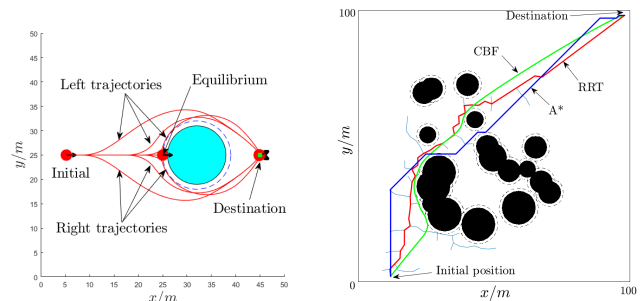 50
45
40
35
30
25
20
15
10
5
0
y/m
Left trajectories
Equilibrium
Initial
Destination
Right trajectories
0
5
10
15
20
25
30
35
40
45
50
x/m
100
Destination
CBF
RRT
A*
y/m
Initial position
0
x/m
100